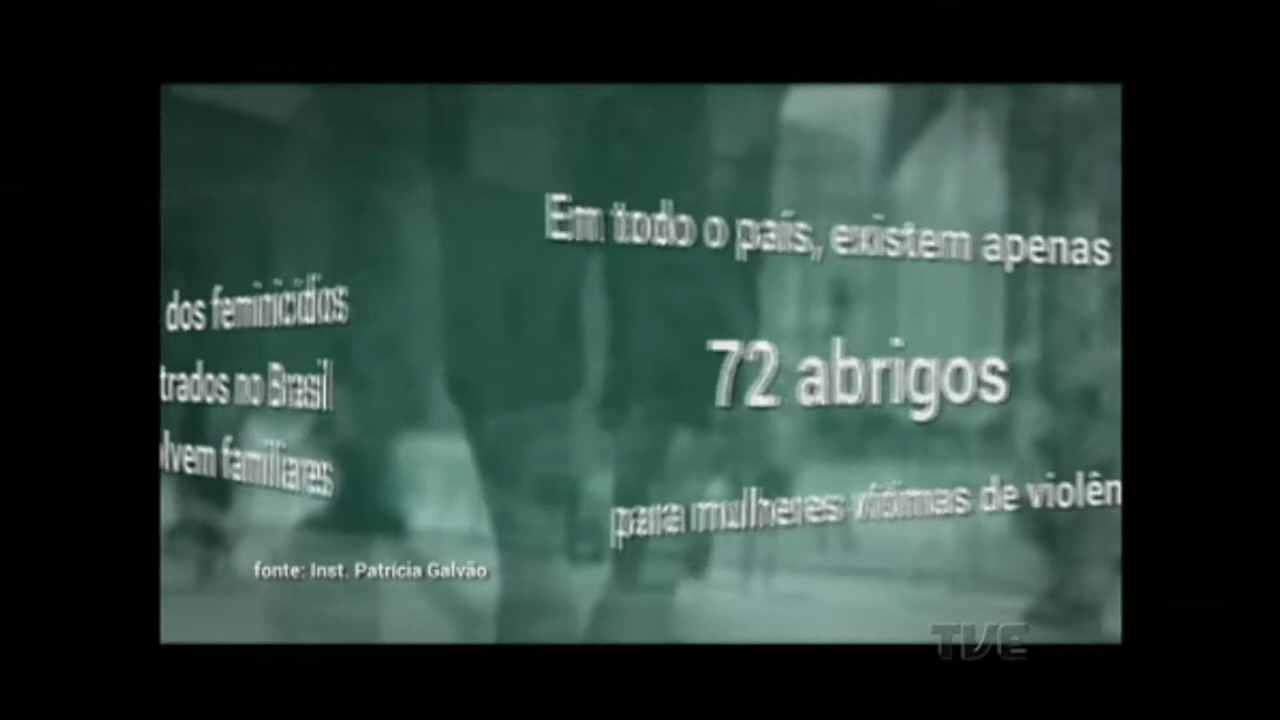 dos feminicídios
trados no Brasil
lvem familiares
Em todo o país, existem apenas
72 abrigos
para mulheres vítimas de violên
fonte: Inst. Patrícia Galvão
TVE